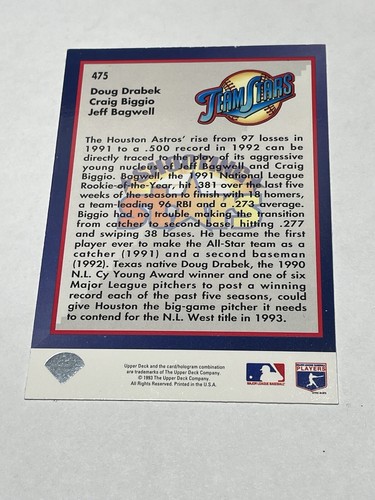 475
Doug Drabek
Craig Biggio
Jeff Bagwell
TEAM STARS
The Houston Astros' rise from 97 losses in
1991 to a .500 record in 1992 can be
directly traced to the play of its aggressive
young nucleus of Jeff Bagwell and Craig
Biggio. Bagwell, the 1991 National League
Rookie-of-the-Year, hit .381 over the last five
weeks of the season to finish with 18 homers,
a team-leading 96 RBI and a .273 average.
Biggio had no trouble making the transition
from catcher to second base, hitting .277
and swiping 38 bases. He became the first
player ever to make the All-Star team as a
catcher (1991) and a second baseman
(1992). Texas native Doug Drabek, the 1990
N.L. Cy Young Award winner and one of six
Major League pitchers to post a winning
record each of the past five seasons, could
give Houston the big-game pitcher it needs
to contend for the N.L. West title in 1993.
Upper Deck and the card/hologram combination
are trademarks of The Upper Deck Company.
© 1993 The Upper Deck Company.
All Rights Reserved. Printed in the U.S.A.
MAJOR LEAGUE BASEBALL
PLAYERS